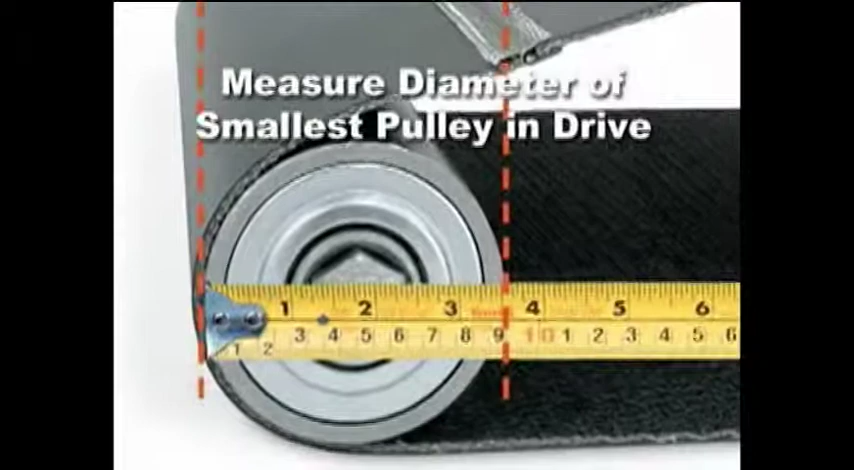 Measure Diameter of
Smallest Pulley in Drive
1 2 3 4 5 6
1 2 3 4 5 6 7 8 9 10 1 2 3 4 5 6